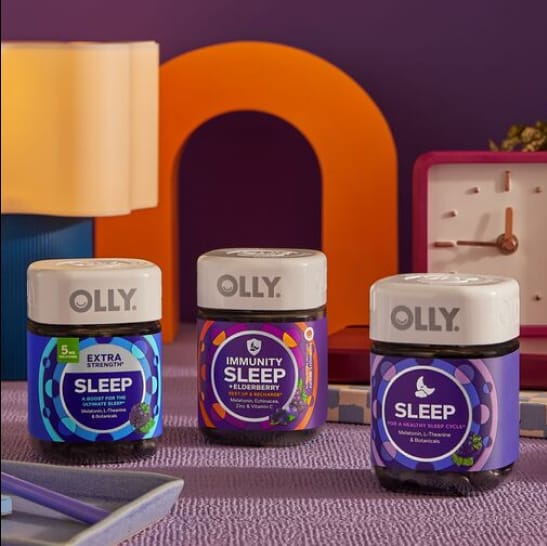 OLLY.
5 MG
EXTRA
STRENGTH
SLEEP
A BOOST FOR THE
ULTIMATE SLEEP
Melatonin, L-Theanine
& Botanicals
OLLY.
IMMUNITY
SLEEP
+ ELDERBERRY
REST UP & RECHARGE
Melatonin, Echinacea,
Zinc & Vitamin C
OLLY.
SLEEP
FOR A HEALTHY SLEEP CYCLE
Melatonin, L-Theanine
& Botanicals